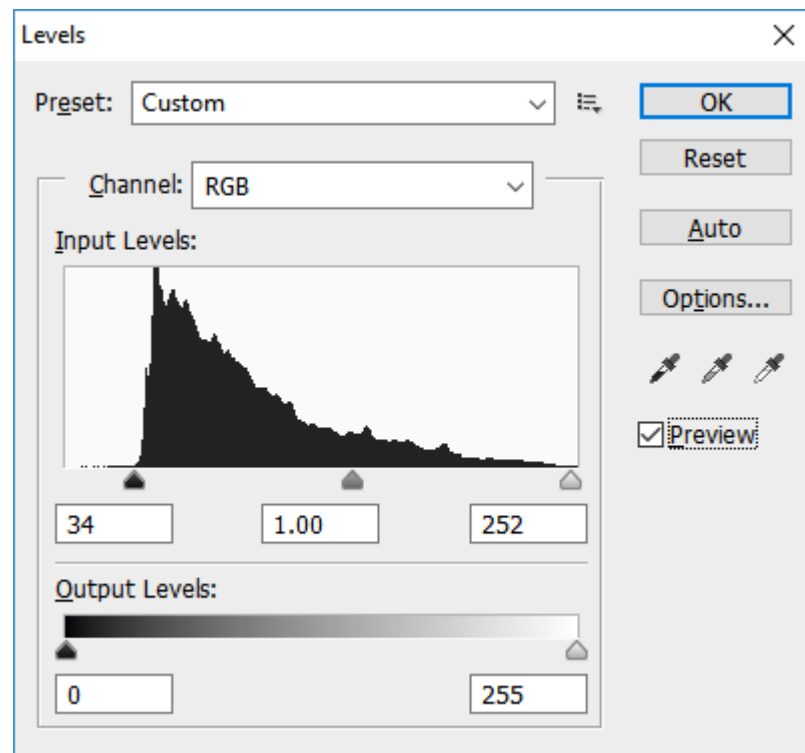 Levels
Preset: Custom
OK
Reset
Channel: RGB
Auto
Input Levels:
Options...
Preview
34 1.00 252
Output Levels:
0 255